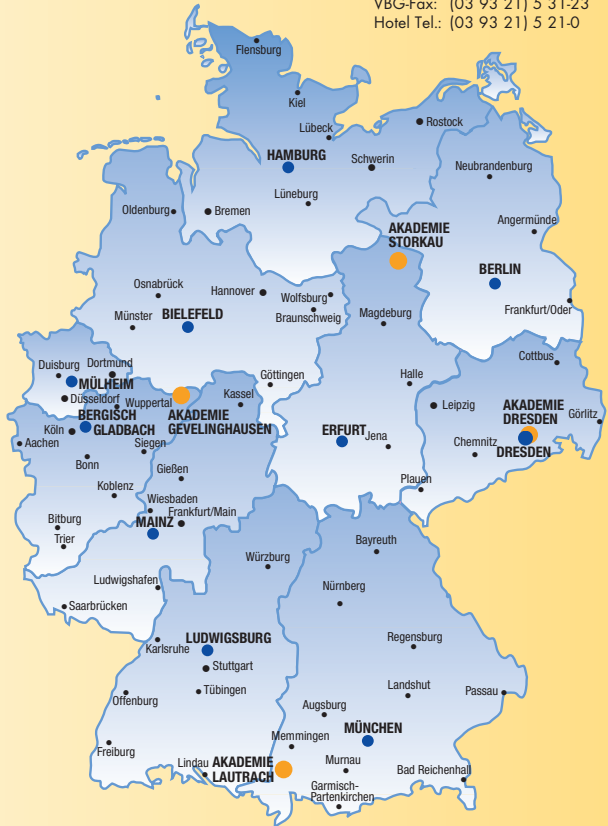 VBG-Fax: (03 93 21) 5 31-23
Hotel Tel.: (03 93 21) 5 21-0
Flensburg
Kiel
Lübeck
Rostock
HAMBURG
Schwerin
Neubrandenburg
Lüneburg
Oldenburg
Bremen
Angermünde
AKADEMIE
STORKAU
BERLIN
Osnabrück
Hannover
Wolfsburg
Braunschweig
Magdeburg
Frankfurt/Oder
Münster
BIELEFELD
Cottbus
Duisburg
Dortmund
MÜLHEIM
Göttingen
Halle
Düsseldorf
Wuppertal
Kassel
Leipzig
AKADEMIE
DRESDEN
Görlitz
BERGISCH
GLADBACH
AKADEMIE
GEVELINGHAUSEN
Köln
ERFURT
Jena
Chemnitz
DRESDEN
Aachen
Siegen
Bonn
Gießen
Plauen
Koblenz
Wiesbaden
Frankfurt/Main
Bitburg
MAINZ
Trier
Bayreuth
Würzburg
Ludwigshafen
Nürnberg
Saarbrücken
LUDWIGSBURG
Karlsruhe
Regensburg
Stuttgart
Tübingen
Landshut
Passau
Offenburg
Augsburg
MÜNCHEN
Memmingen
Freiburg
Lindau
AKADEMIE
LAUTRACH
Murnau
Bad Reichenhall
Garmisch-
Partenkirchen